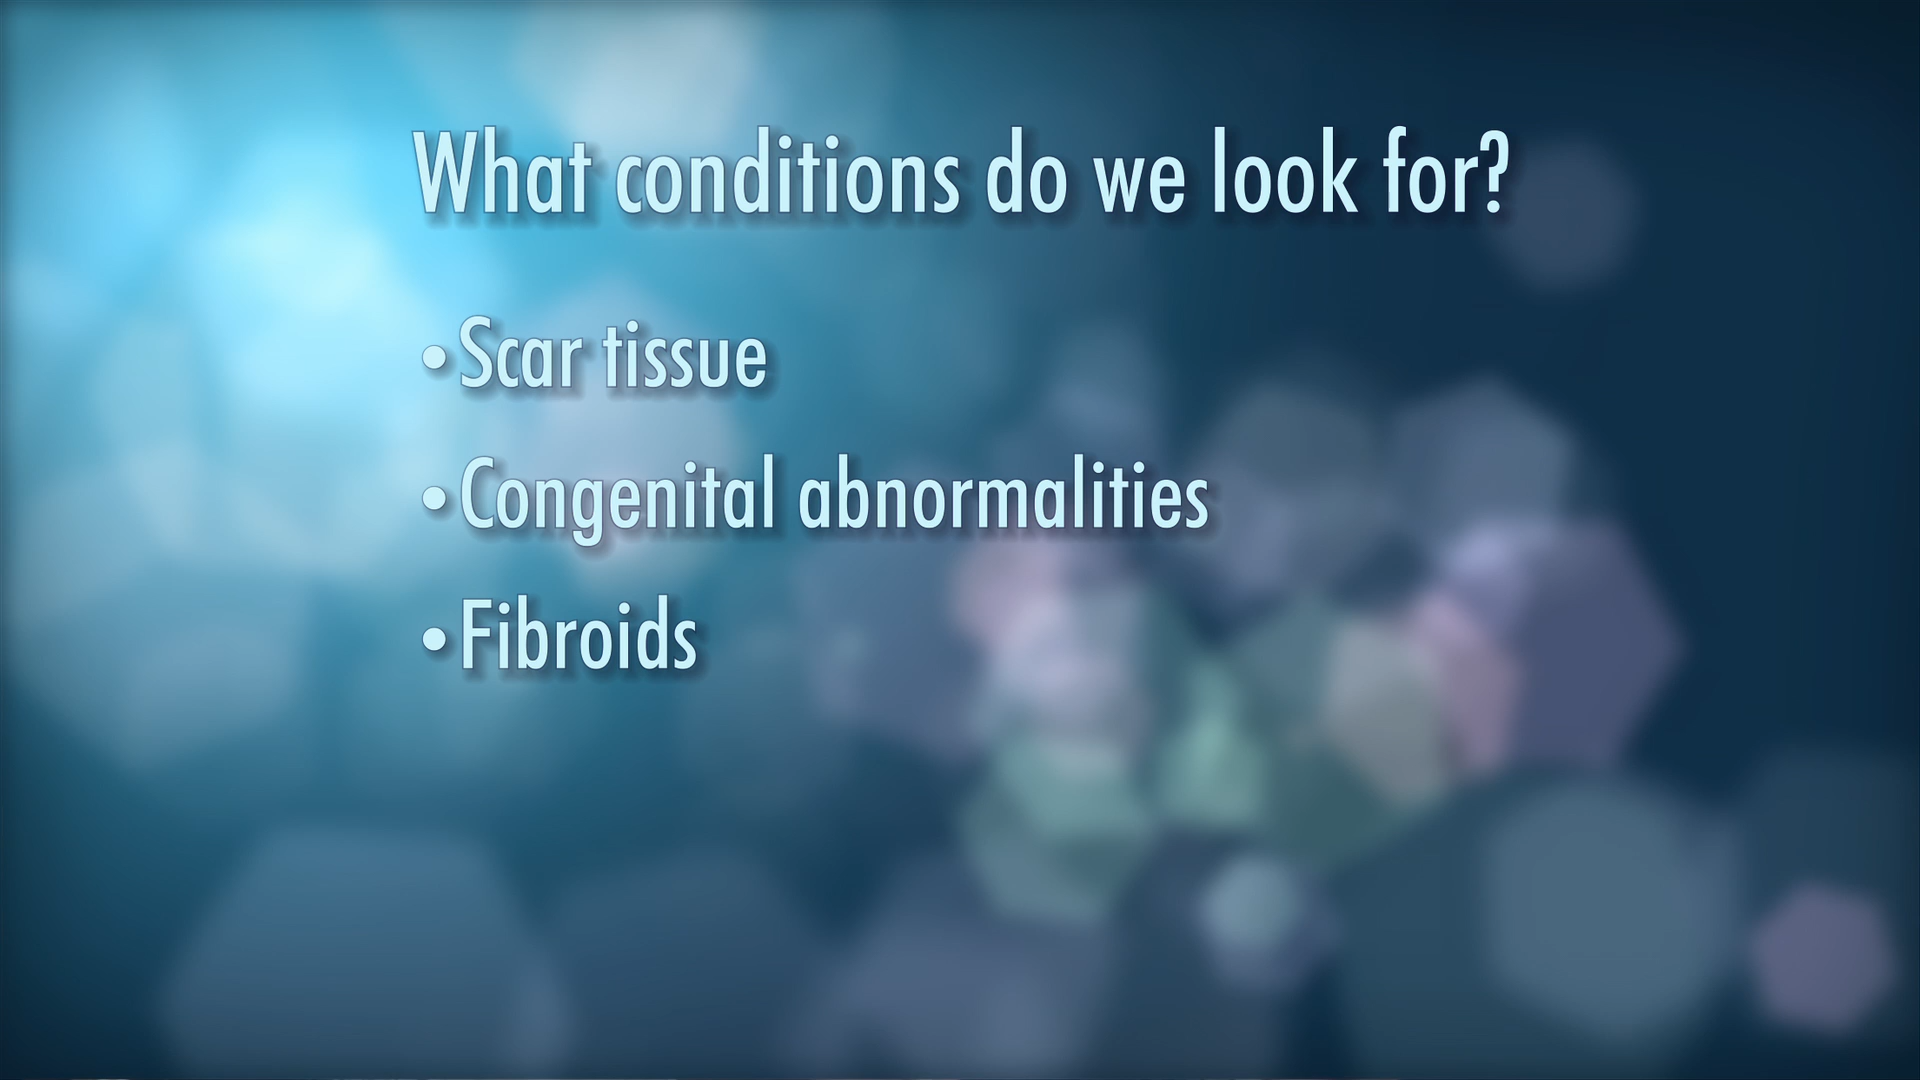 What conditions do we look for?
•Scar tissue
•Congenital abnormalities
•Fibroids